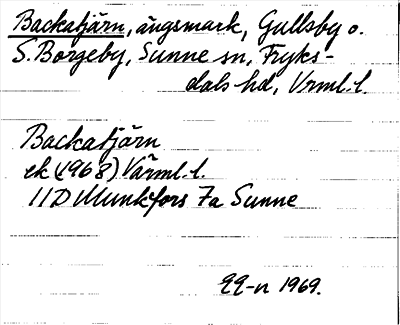 Backatjärn, ängsmark, Gullsby o.
S. Borgeby, Sunne sn, Fryks-
dals hd, Vrml. l.
Backatjärn
ek (1968) Värml. l.
11D Munkfors 7a Sunne
1969.